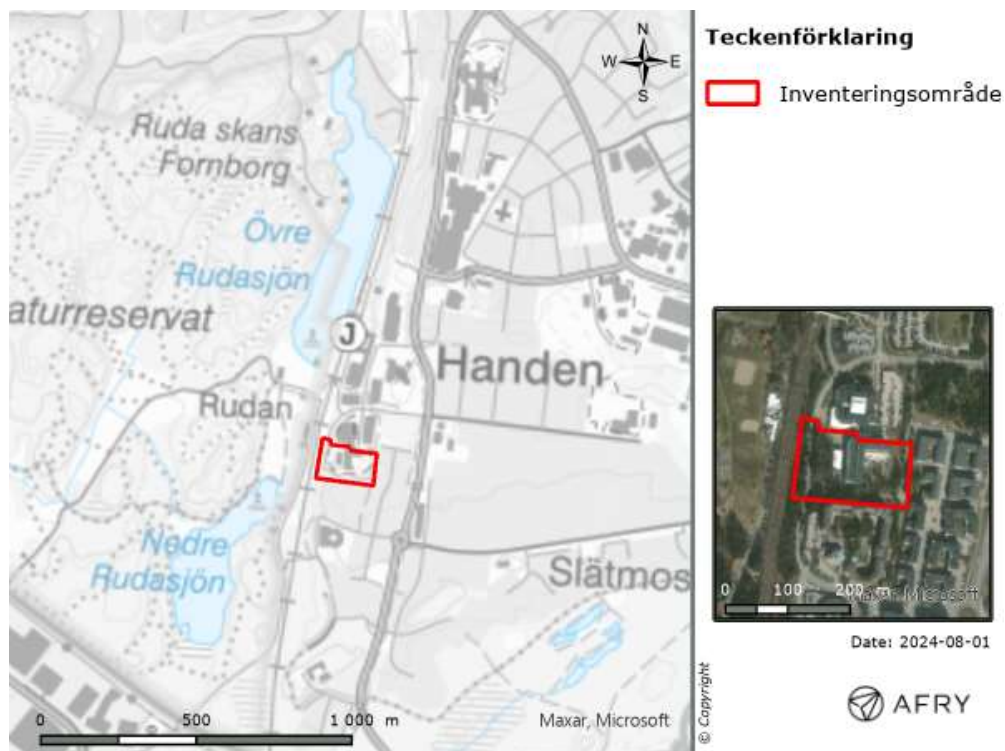 N
W E
S
Ruda skans
Fornborg
Övre
Rudasjön
aturreservat
J
Handen
Rudan
Nedre
Rudasjön
Slätmos
0 500 1 000 m
Maxar, Microsoft
Teckenförklaring
Inventeringsområde
0 100 200 m
Maxar, Microsoft
Date: 2024-08-01
© Copyright
AFRY